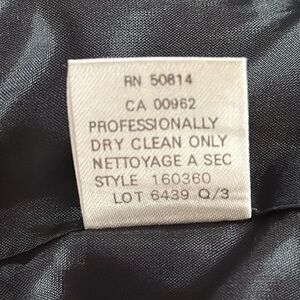 RN 50814
CA 00962
PROFESSIONALLY
DRY CLEAN ONLY
NETTOYAGE A SEC
STYLE 160360
LOT 6439 Q/3